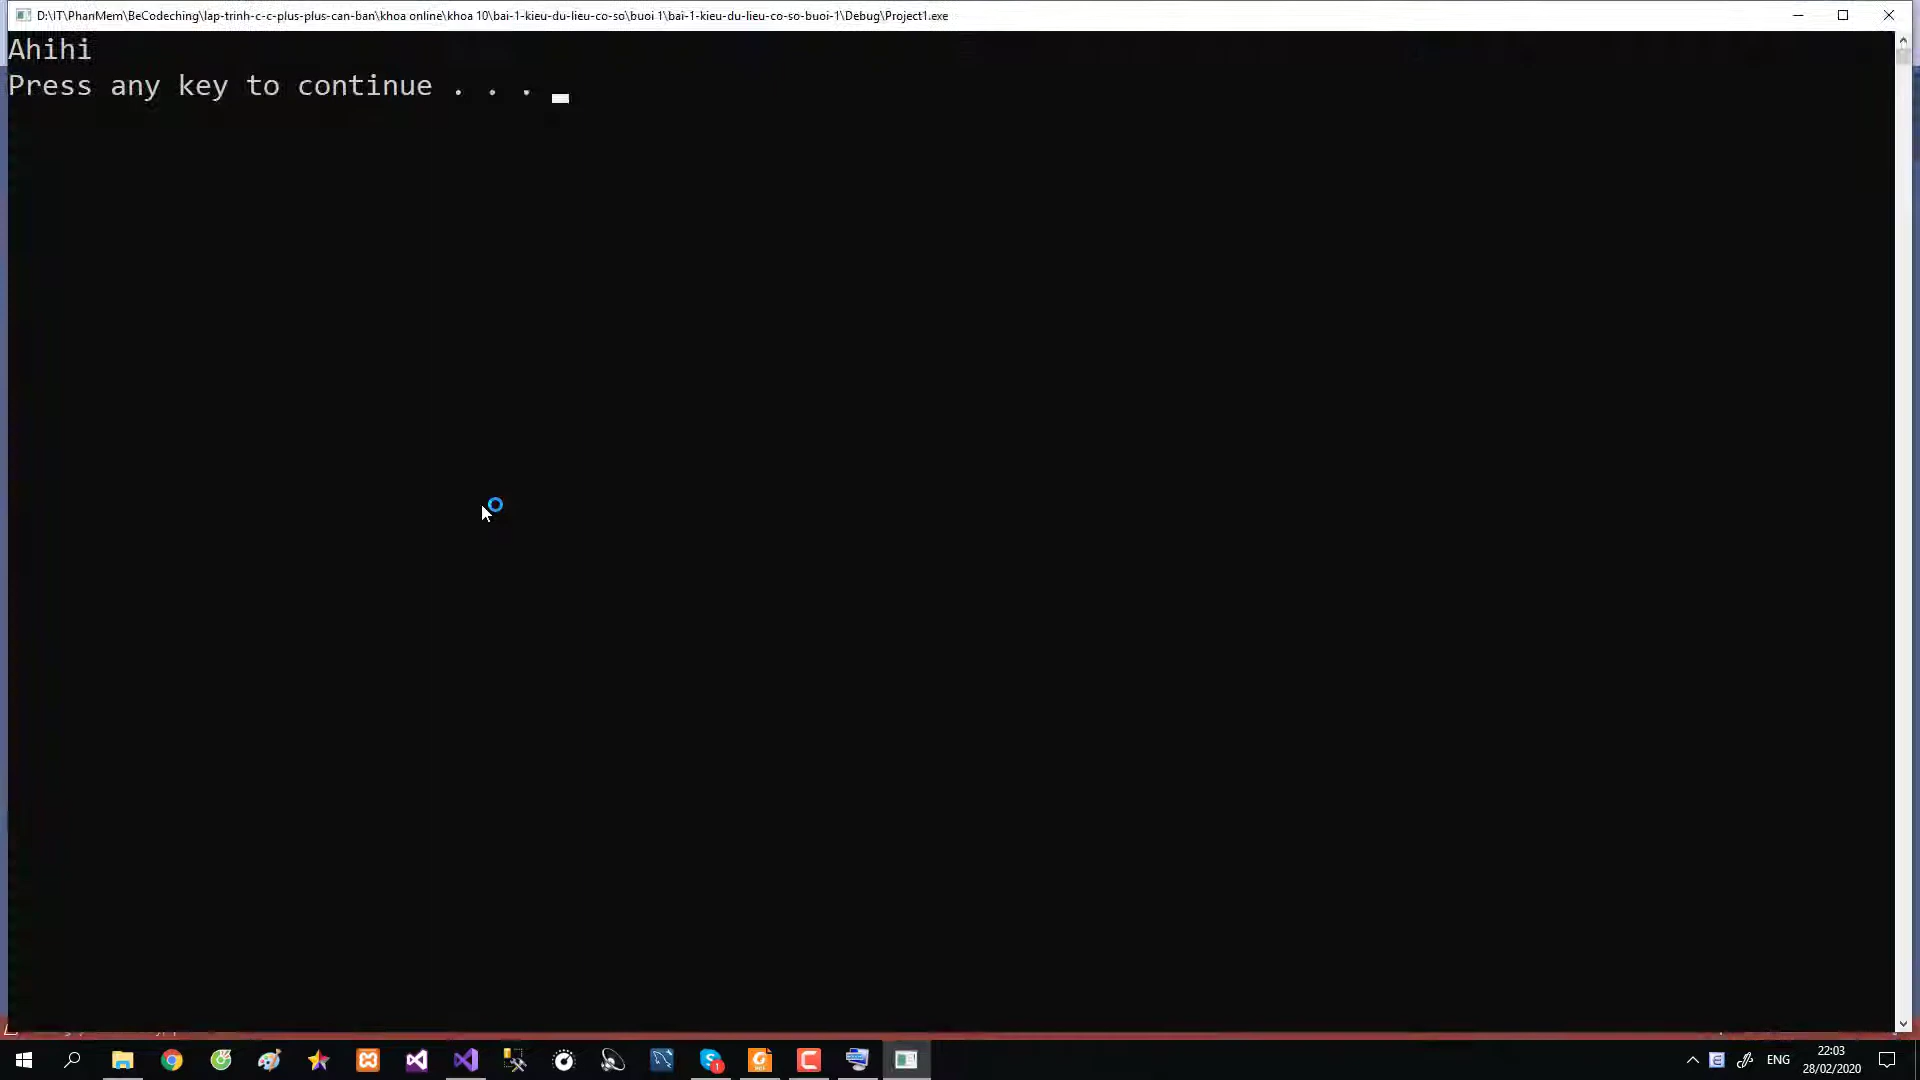 D:\IT\PhanMem\BeCodeching\lap-trinh-c-c-plus-plus-can-ban\khoa online\khoa 10\bai-1-kieu-du-lieu-co-so\buoi 1\bai-1-kieu-du-lieu-co-so-buoi-1\Debug\Project1.exe
Ahihi
Press any key to continue . . .
ENG
22:03
28/02/2020